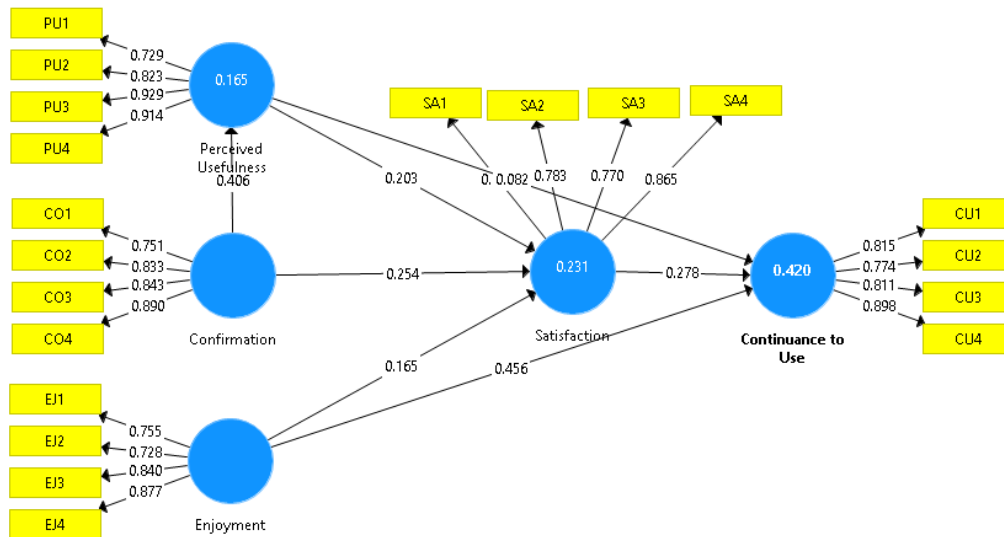 PU1
0.729
PU2
0.823
PU3
0.929
PU4
0.914
0.165
Perceived
Usefulness
0.406
SA1
SA2
SA3
SA4
0.
0.082
0.783
0.770
0.865
0.203
CO1
0.751
CO2
0.833
CO3
0.843
CO4
0.890
Confirmation
0.254
0.231
Satisfaction
0.278
0.420
Continuance to
Use
CU1
0.815
CU2
0.774
CU3
0.811
CU4
0.898
0.165
0.456
EJ1
0.755
EJ2
0.728
EJ3
0.840
EJ4
0.877
Enjoyment